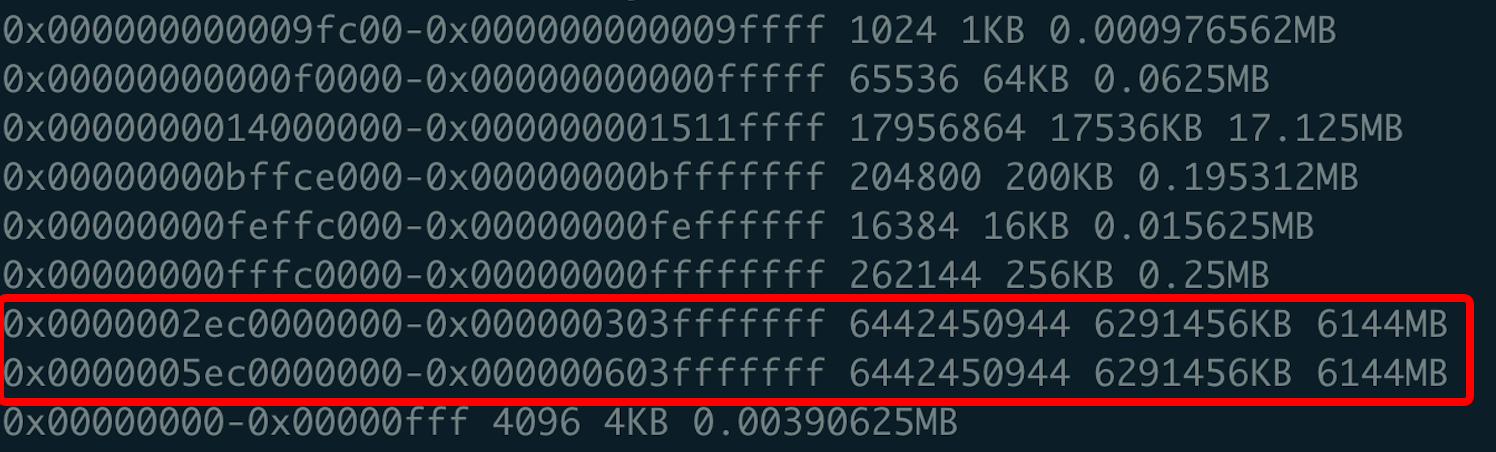 0x000000000009fc00-0x000000000009ffff 1024 1KB 0.000976562MB
0x00000000000f0000-0x00000000000fffff 65536 64KB 0.0625MB
0x0000000014000000-0x000000001511ffff 17956864 17536KB 17.125MB
0x00000000bffce000-0x00000000bfffffff 204800 200KB 0.195312MB
0x00000000feffc000-0x00000000feffffff 16384 16KB 0.015625MB
0x00000000fffc0000-0x00000000ffffffff 262144 256KB 0.25MB
0x0000002ec0000000-0x000000303fffffff 6442450944 6291456KB 6144MB
0x0000005ec0000000-0x000000603fffffff 6442450944 6291456KB 6144MB
0x00000000-0x00000fff 4096 4KB 0.00390625MB